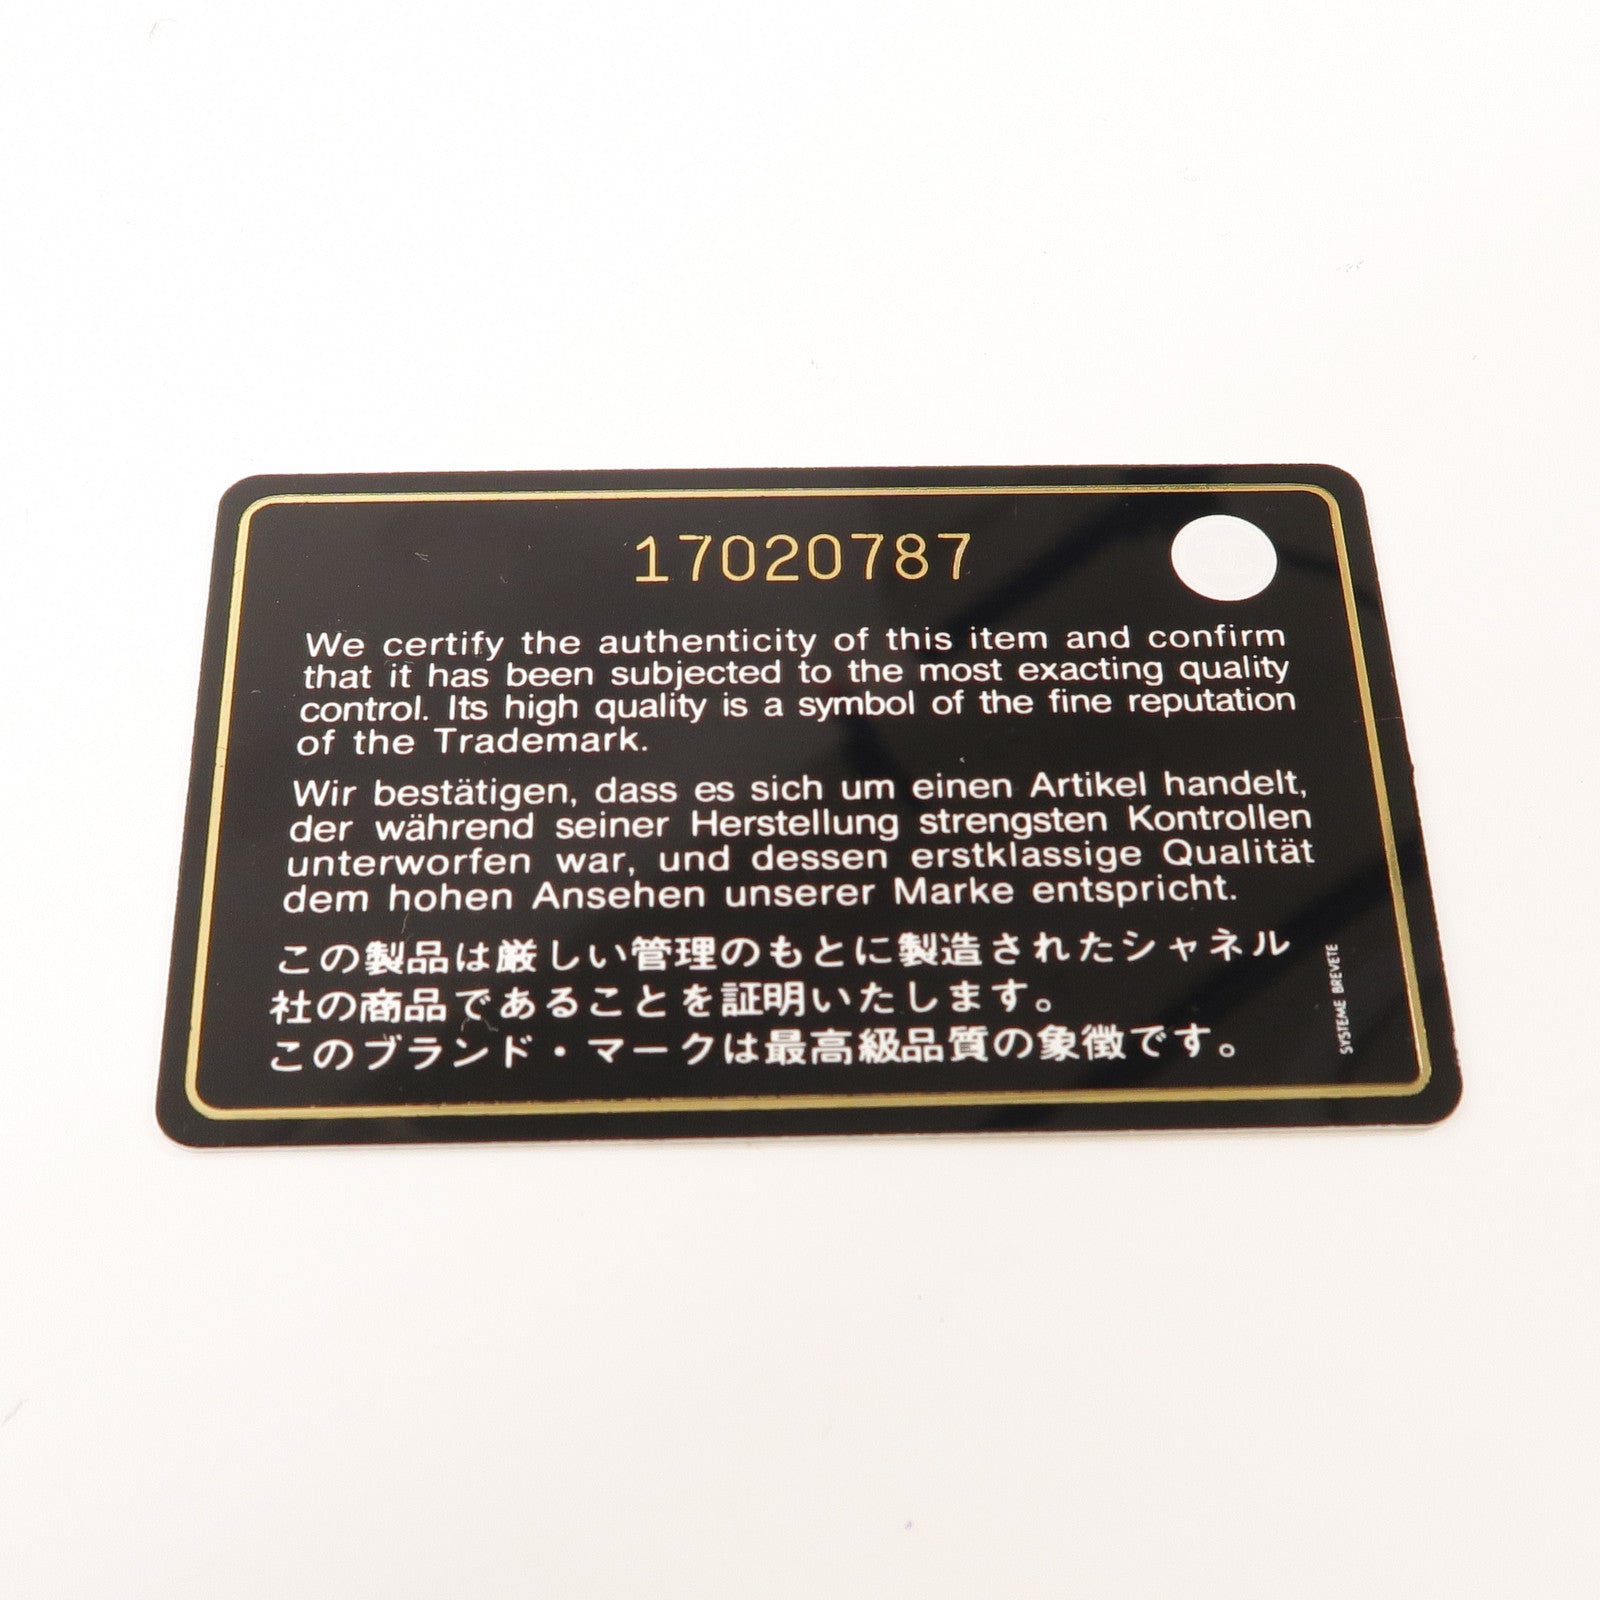 17020787
We certify the authenticity of this item and confirm
that it has been subjected to the most exacting quality
control. Its high quality is a symbol of the fine reputation
of the Trademark.
Wir bestätigen, dass es sich um einen Artikel handelt,
der während seiner Herstellung strengsten Kontrollen
unterworfen war, und dessen erstklassige Qualität
dem hohen Ansehen unserer Marke entspricht.
この製品は厳しい管理のもとに製造されたシャネル
社の商品であることを証明いたします。
このブランド・マークは最高級品質の象徴です。
SYSTEME BREVETE